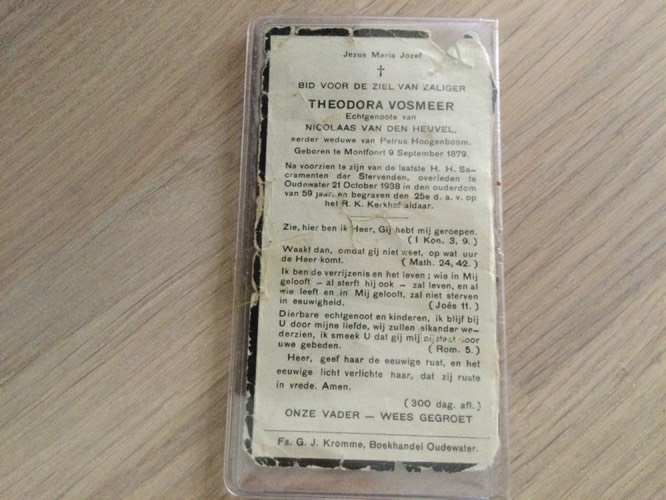 Jezus Maria Jozef
BID VOOR DE ZIEL VAN ZALIGER
THEODORA VOSMEER
Echtgenoote van
NICOLAAS VAN DEN HEUVEL,
eerder weduwe van Petrus Hoogenboom.
Geboren te Montfoort 9 September 1879.
Na voorzien te zijn van de laatste H. H. Sa-
cramenten der Stervenden, overleden te
Oudewater 21 October 1938 in den ouderdom
van 59 jaar, en begraven den 25e d. a. v. op
het R. K. Kerkhof aldaar.
Zie, hier ben ik Heer, Gij hebt mij geroepen.
( I Kon. 3, 9. )
Waakt dan, omdat gij niet weet, op wat uur
de Heer komt. ( Math. 24, 42. )
Ik ben de verrijzenis en het leven ; wie in Mij
gelooft – al sterft hij ook – zal leven, en al
wie leeft en in Mij gelooft, zal niet sterven
in eeuwigheid. ( Joës 11. )
Dierbare echtgenoot en kinderen, ik blijf bij
U door mijne liefde, wij zullen elkander we-
derzien, ik smeek U dat gij mij bijstaat door
uwe gebeden. ( Rom. 5. )
Heer, geef haar de eeuwige rust, en het
eeuwige licht verlichte haar, dat zij ruste
in vrede. Amen.
( 300 dag. afl. )
ONZE VADER — WEES GEGROET
Fa. G. J. Kromme, Boekhandel Oudewater.